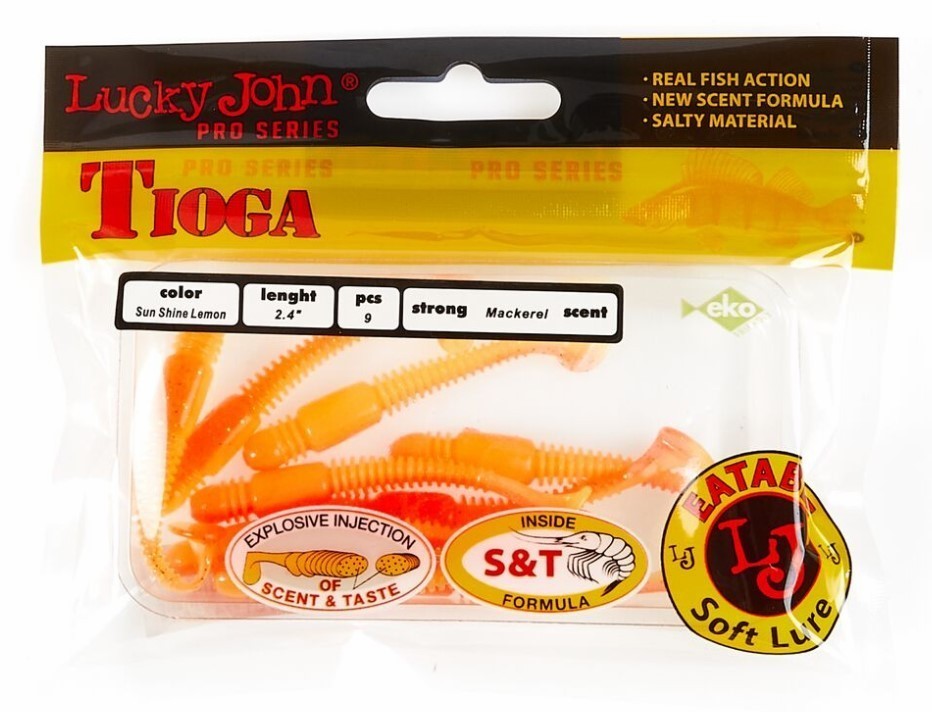 Lucky John®
PRO SERIES
• REAL FISH ACTION
• NEW SCENT FORMULA
• SALTY MATERIAL
PRO SERIES PRO SERIES
TIOGA
color
Sun Shine Lemon
lenght
2.4"
pcs
9
strong Mackerel scent
eko
EXPLOSIVE INJECTION
OF
SCENT & TASTE
INSIDE
S&T
FORMULA
EATABLE
LJ LJ LJ
Soft Lure